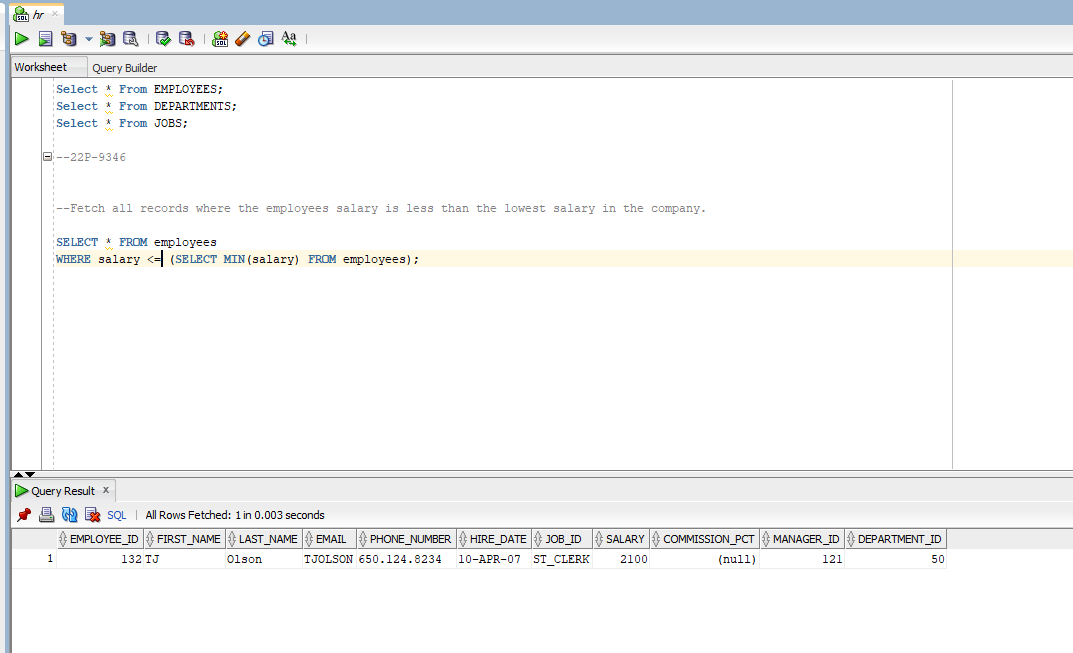 hr
Worksheet Query Builder
Select * From EMPLOYEES;
Select * From DEPARTMENTS;
Select * From JOBS;
--22P-9346
--Fetch all records where the employees salary is less than the lowest salary in the company.
SELECT * FROM employees
WHERE salary <= (SELECT MIN(salary) FROM employees);
Query Result x
SQL | All Rows Fetched: 1 in 0.003 seconds
EMPLOYEE_ID FIRST_NAME LAST_NAME EMAIL PHONE_NUMBER HIRE_DATE JOB_ID SALARY COMMISSION_PCT MANAGER_ID DEPARTMENT_ID
1 132 TJ Olson TJOLSON 650.124.8234 10-APR-07 ST_CLERK 2100 (null) 121 50